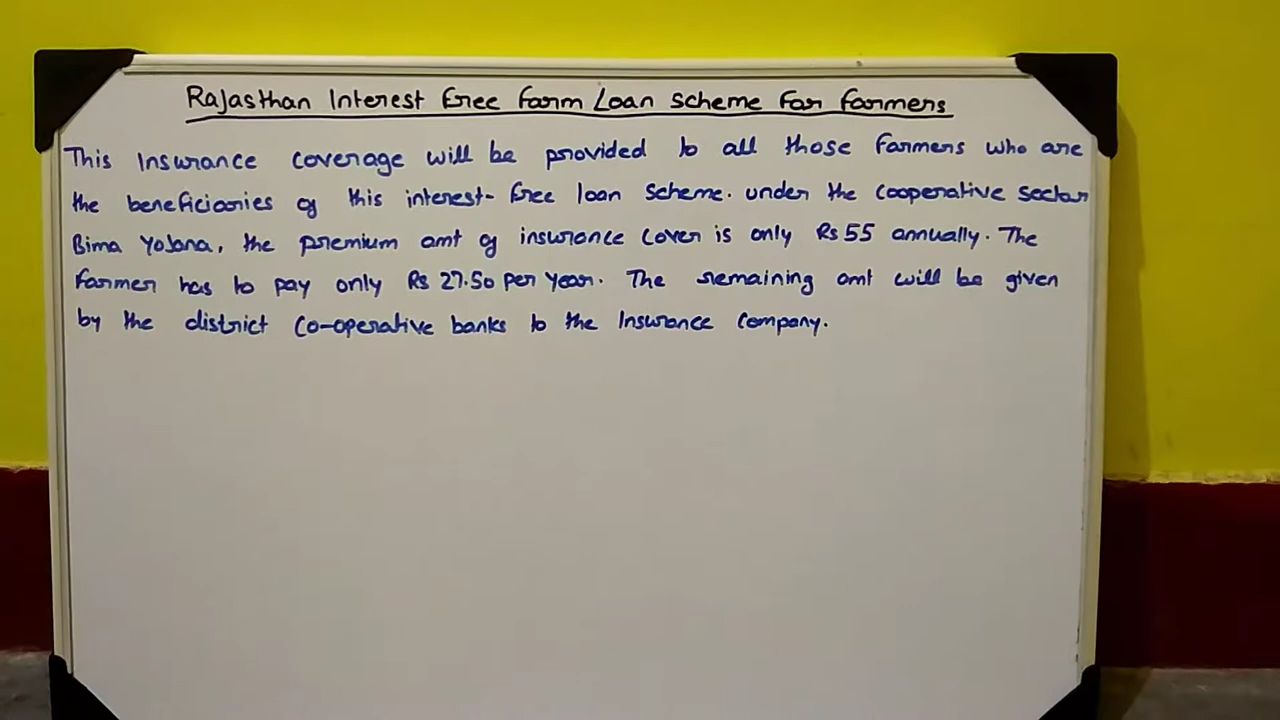 Rajasthan Interest free farm Loan scheme For farmers
This Insurance coverage will be provided to all those farmers who are
the beneficiaries of this interest-free loan scheme. under the cooperative sector
Bima Yojana, the premium amt of insurance cover is only Rs 55 annually. The
farmer has to pay only Rs 27.50 per year. The remaining amt will be given
by the district co-operative banks to the Insurance company.